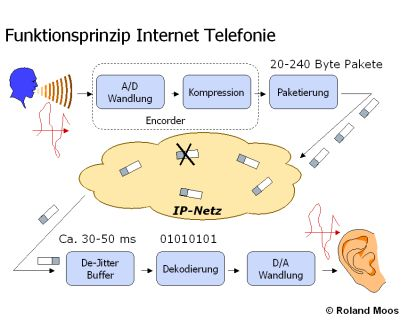 Funktionsprinzip Internet Telefonie
20-240 Byte Pakete
A/D
Wandlung
Kompression
Paketierung
Encorder
IP-Netz
Ca. 30-50 ms
01010101
De-Jitter
Buffer
Dekodierung
D/A
Wandlung
© Roland Moos